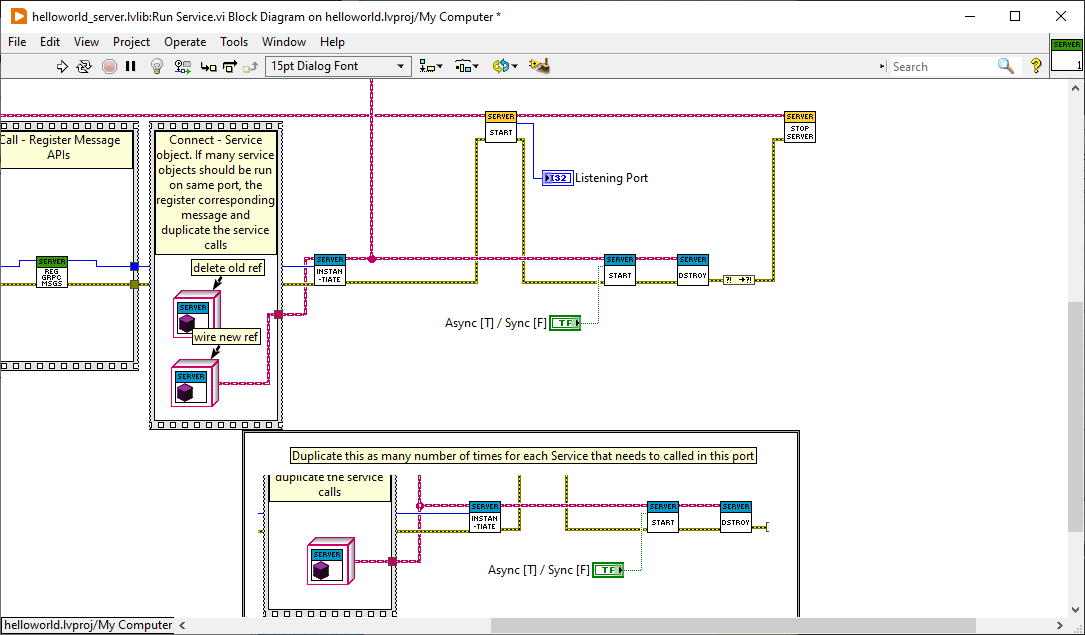 helloworld_server.lvlib:Run Service.vi Block Diagram on helloworld.lvproj/My Computer *
File Edit View Project Operate Tools Window Help
15pt Dialog Font
Search
SERVER
1
SERVER
START
SERVER
STOP
SERVER
Call - Register Message
APIs
Connect - Service
object. If many service
objects should be run
on same port, the
register corresponding
message and
duplicate the service
calls
I32
Listening Port
SERVER
REG
GRPC
MSGS
delete old ref
SERVER
wire new ref
SERVER
SERVER
INSTAN
-TIATE
SERVER
START
SERVER
DSTROY
?! →?!
Async [T] / Sync [F]
TF
Duplicate this as many number of times for each Service that needs to called in this port
duplicate the service
calls
SERVER
SERVER
INSTAN
-TIATE
SERVER
START
SERVER
DSTROY
Async [T] / Sync [F]
TF
helloworld.lvproj/My Computer